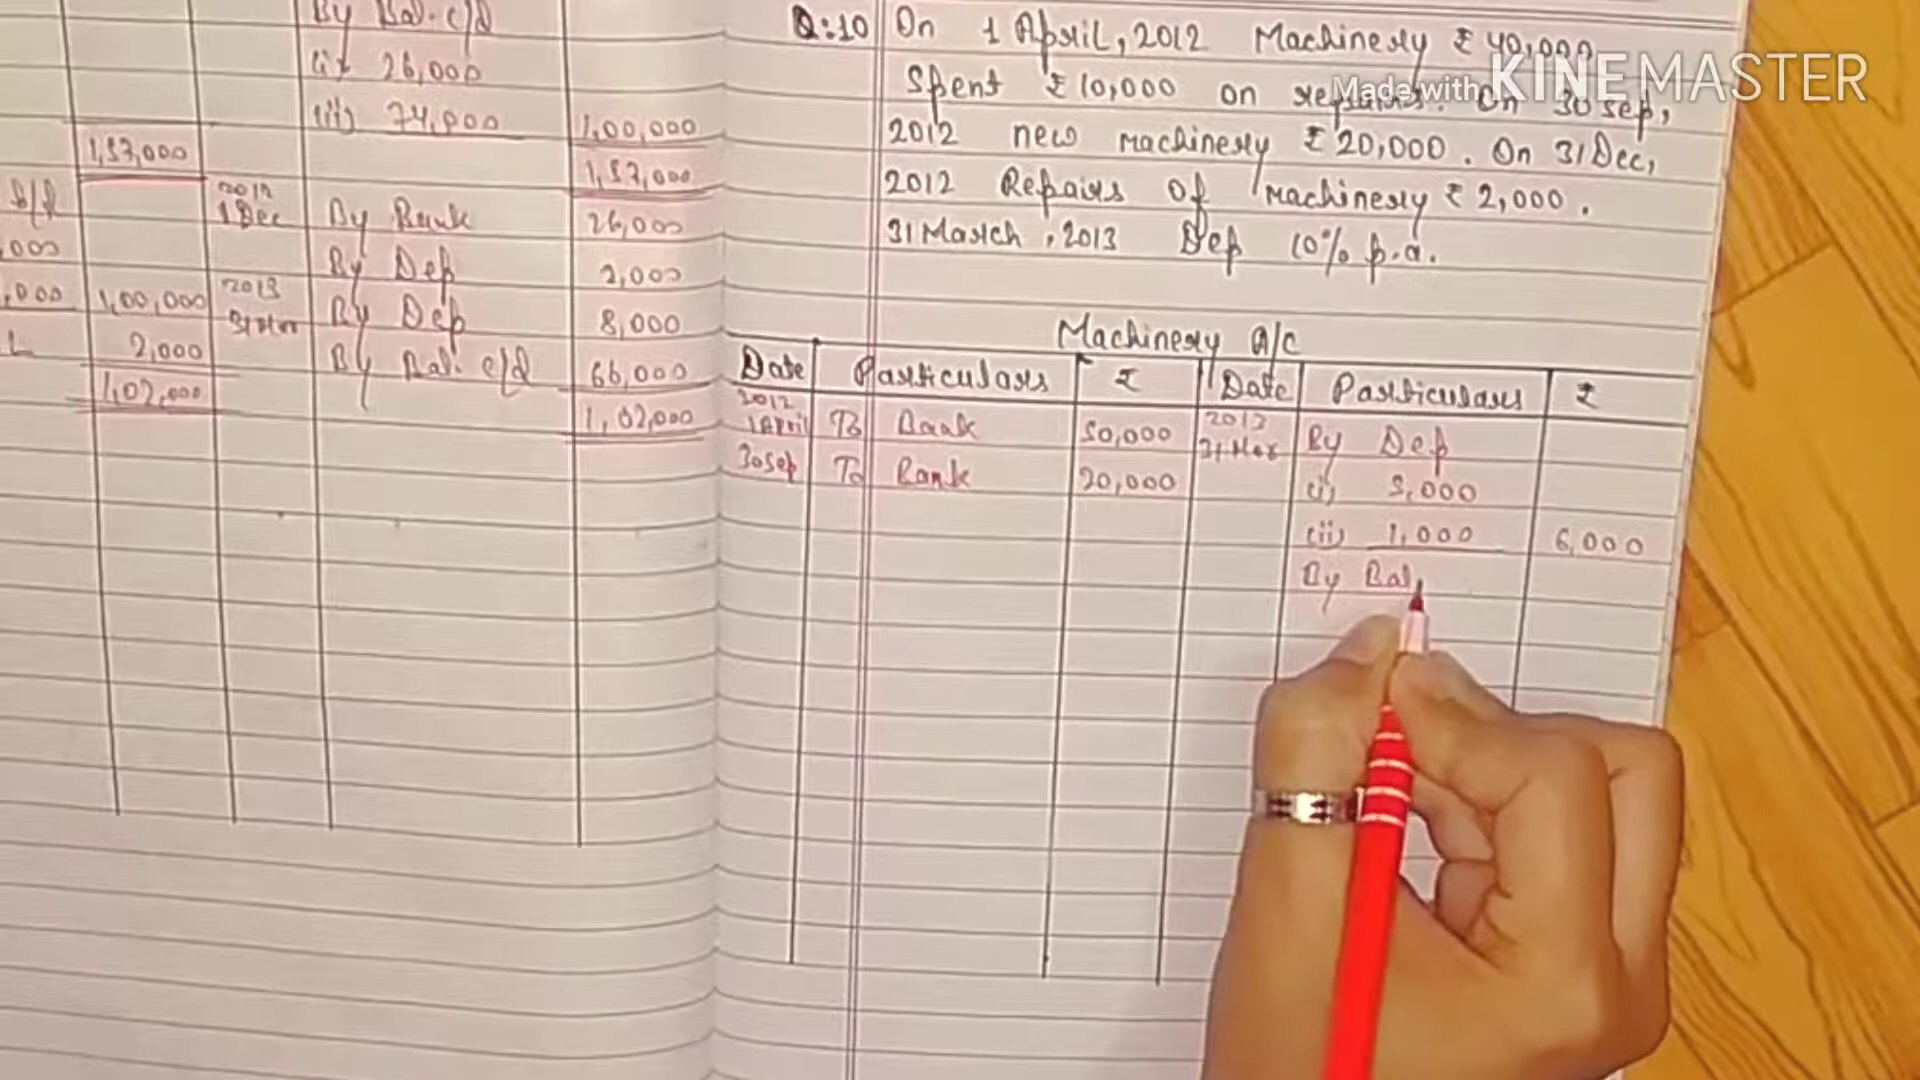 By Bal. c/d
(i) 26,000
(ii) 74,000 1,00,000
1,37,000 1,37,000
b/d 2012
1 Dec By Bank 26,000
,000 By Dep 2,000
,000 1,00,000 2013
31 Mar By Dep 8,000
L 2,000 By Bal. c/d 66,000
1,02,000 1,02,000
Q:10 On 1 April, 2012 Machinery ₹ 40,000
Spent ₹ 10,000 on repairs. On 30 sep,
2012 new machinery ₹ 20,000. On 31 Dec,
2012 Repairs of machinery ₹ 2,000.
31 March, 2013 Dep 10% p.a.
Made with KINEMASTER
Machinery A/C
Date Particulars ₹ Date Particulars ₹
2012 2013
1 April To Bank 50,000 31 Mar By Dep
30 Sep To Bank 20,000 (i) 5,000
(ii) 1,000 6,000
By Bal.